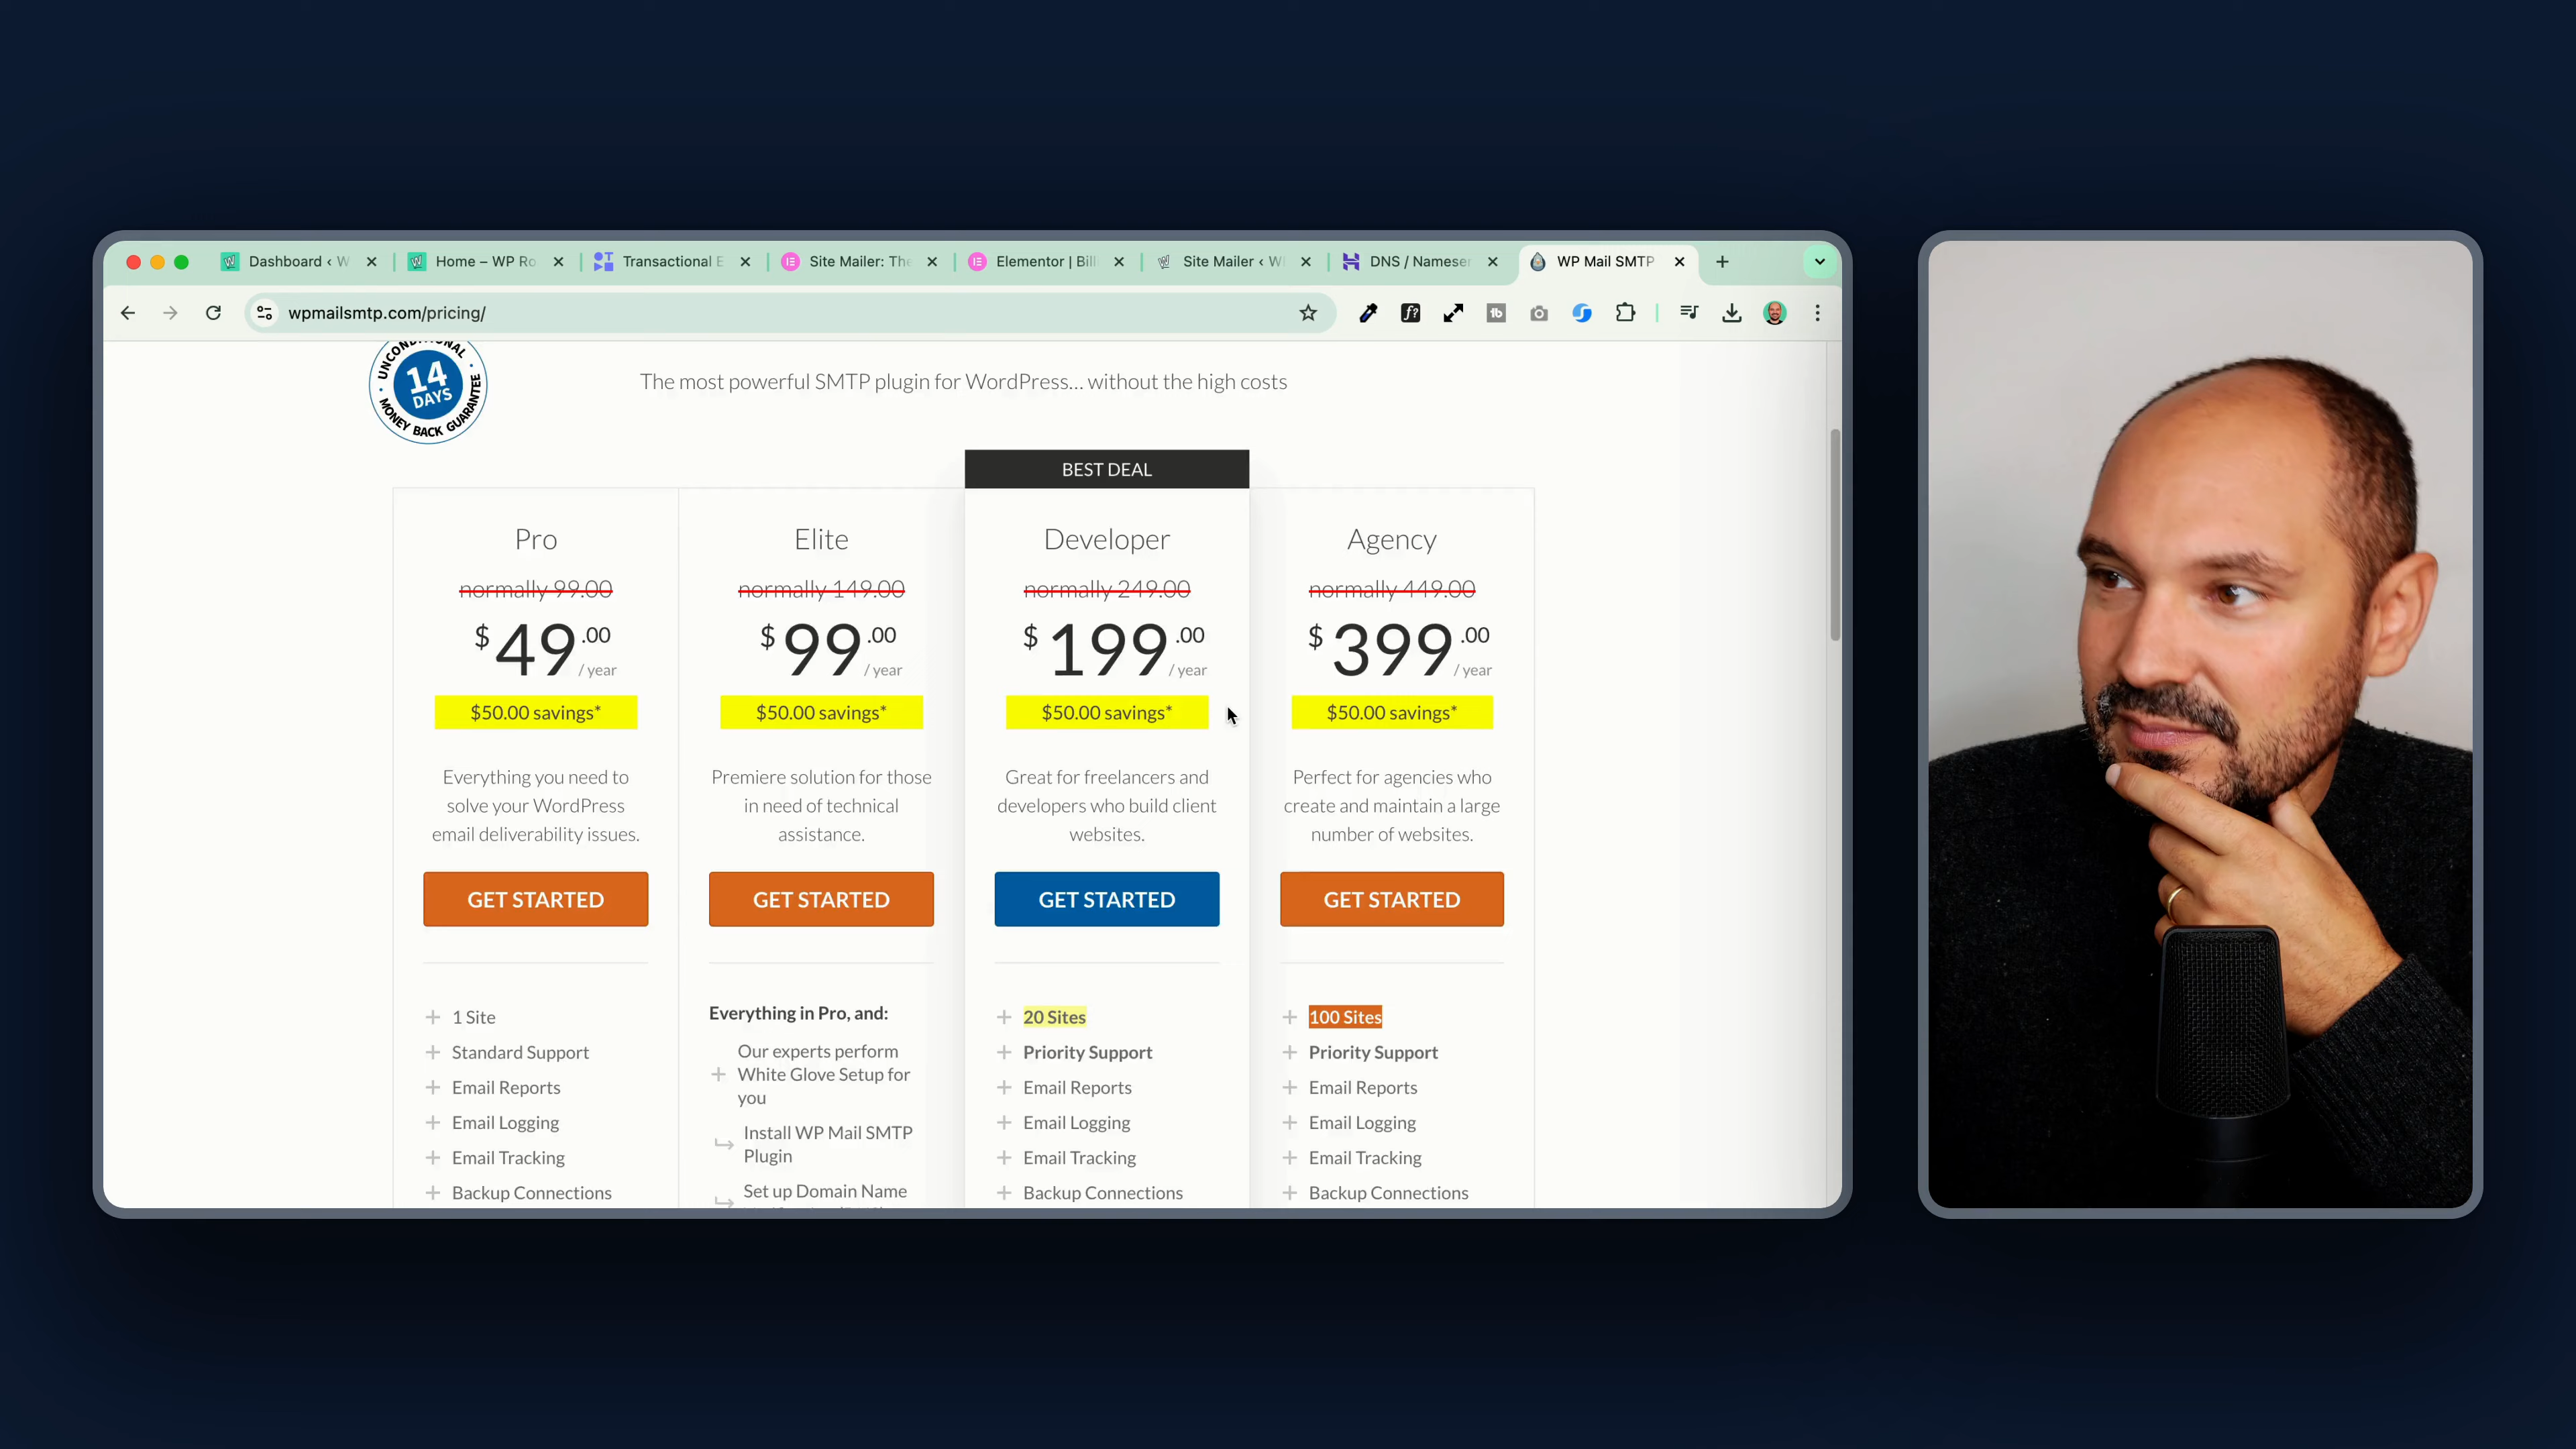 Dashboard ‹ W
Home – WP Ro
Transactional E
Site Mailer: The
Elementor | Bill
Site Mailer ‹ W
DNS / Nameser
WP Mail SMTP
wpmailsmtp.com/pricing/
UNCONDITIONAL
14
DAYS
MONEY BACK GUARANTEE
The most powerful SMTP plugin for WordPress... without the high costs
BEST DEAL
Pro
normally 99.00
$49.00
/ year
$50.00 savings*
Everything you need to
solve your WordPress
email deliverability issues.
GET STARTED
1 Site
Standard Support
Email Reports
Email Logging
Email Tracking
Backup Connections
Elite
normally 149.00
$99.00
/ year
$50.00 savings*
Premiere solution for those
in need of technical
assistance.
GET STARTED
Everything in Pro, and:
Our experts perform
White Glove Setup for
you
Install WP Mail SMTP
Plugin
Set up Domain Name
Developer
normally 249.00
$199.00
/ year
$50.00 savings*
Great for freelancers and
developers who build client
websites.
GET STARTED
20 Sites
Priority Support
Email Reports
Email Logging
Email Tracking
Backup Connections
Agency
normally 449.00
$399.00
/ year
$50.00 savings*
Perfect for agencies who
create and maintain a large
number of websites.
GET STARTED
100 Sites
Priority Support
Email Reports
Email Logging
Email Tracking
Backup Connections